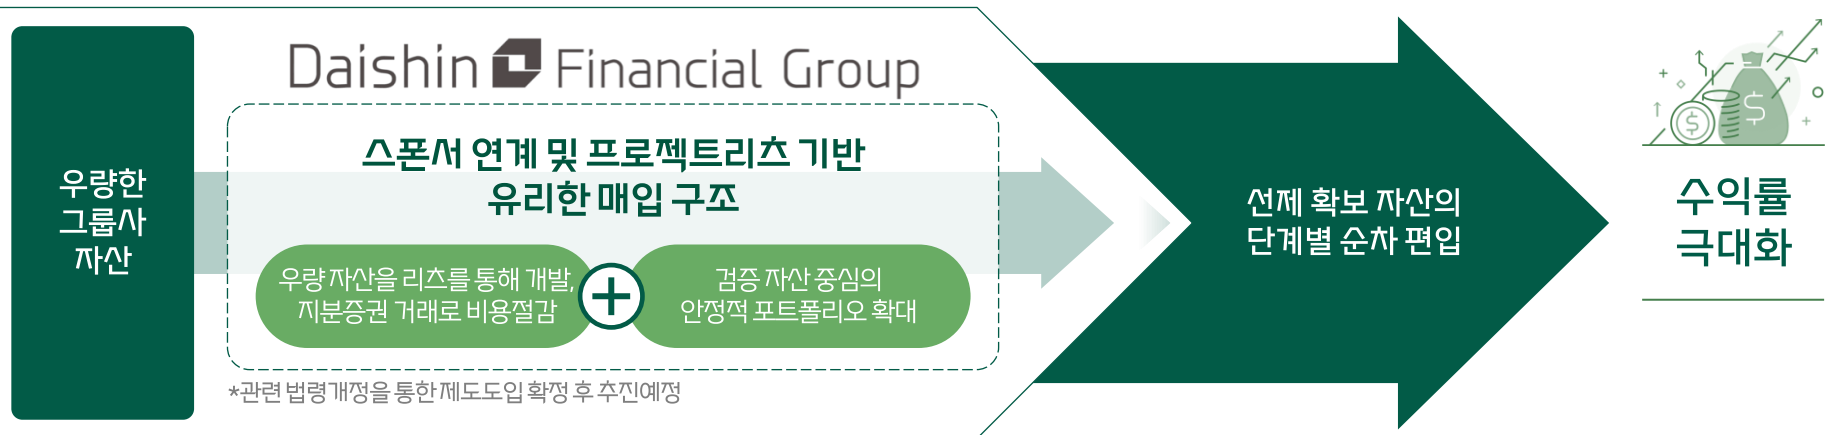 우량한
그룹사
자산
Daishin Financial Group
스폰서 연계 및 프로젝트리츠 기반
유리한 매입 구조
우량 자산을 리츠를 통해 개발,
지분증권 거래로 비용절감
검증 자산 중심의
안정적 포트폴리오 확대
*관련 법령개정을 통한 제도도입 확정 후 추진예정
선제 확보 자산의
단계별 순차 편입
수익률
극대화